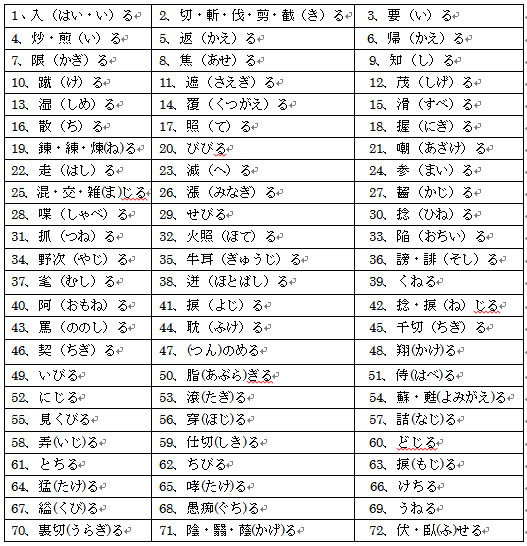 1、入（はい・い）る 2、切・斬・伐・剪・截（き）る 3、要（い）る
4、炒・煎（い）る 5、返（かえ）る 6、帰（かえ）る
7、限（かぎ）る 8、焦（あせ）る 9、知（し）る
10、蹴（け）る 11、遮（さえぎ）る 12、茂（しげ）る
13、湿（しめ）る 14、覆（くつがえ）る 15、滑（すべ）る
16、散（ち）る 17、照（て）る 18、握（にぎ）る
19、錬・練・煉(ね)る 20、びびる 21、嘲（あざけ）る
22、走（はし）る 23、減（へ）る 24、参（まい）る
25、混・交・雑(ま)じる 26、漲（みなぎ）る 27、齧（かじ）る
28、喋（しゃべ）る 29、せびる 30、捻（ひね）る
31、抓（つね）る 32、火照（ほて）る 33、陥（おちい）る
34、野次（やじ）る 35、牛耳（ぎゅうじ）る 36、謗・誹（そし）る
37、毟（むし）る 38、迸（ほとばし）る 39、くねる
40、阿（おもね）る 41、捩（よじ）る 42、捻・捩（ね）じる
43、罵（ののし）る 44、耽（ふけ）る 45、千切（ちぎ）る
46、契（ちぎ）る 47、(つん)のめる 48、翔(かけ)る
49、いびる 50、脂(あぶら)ぎる 51、侍(はべ)る
52、にじる 53、滾(たぎ)る 54、蘇・甦(よみがえ)る
55、見くびる 56、穿(ほじ)る 57、詰(なじ)る
58、弄(いじ)る 59、仕切(しき)る 60、どじる
61、とちる 62、ちびる 63、捩(もじ)る
64、猛(たけ)る 65、哮(たけ)る 66、けちる
67、縊(くび)る 68、愚痴(ぐち)る 69、うねる
70、裏切(うらぎ)る 71、陰・翳・蔭(かげ)る 72、伏・臥(ふ)せる